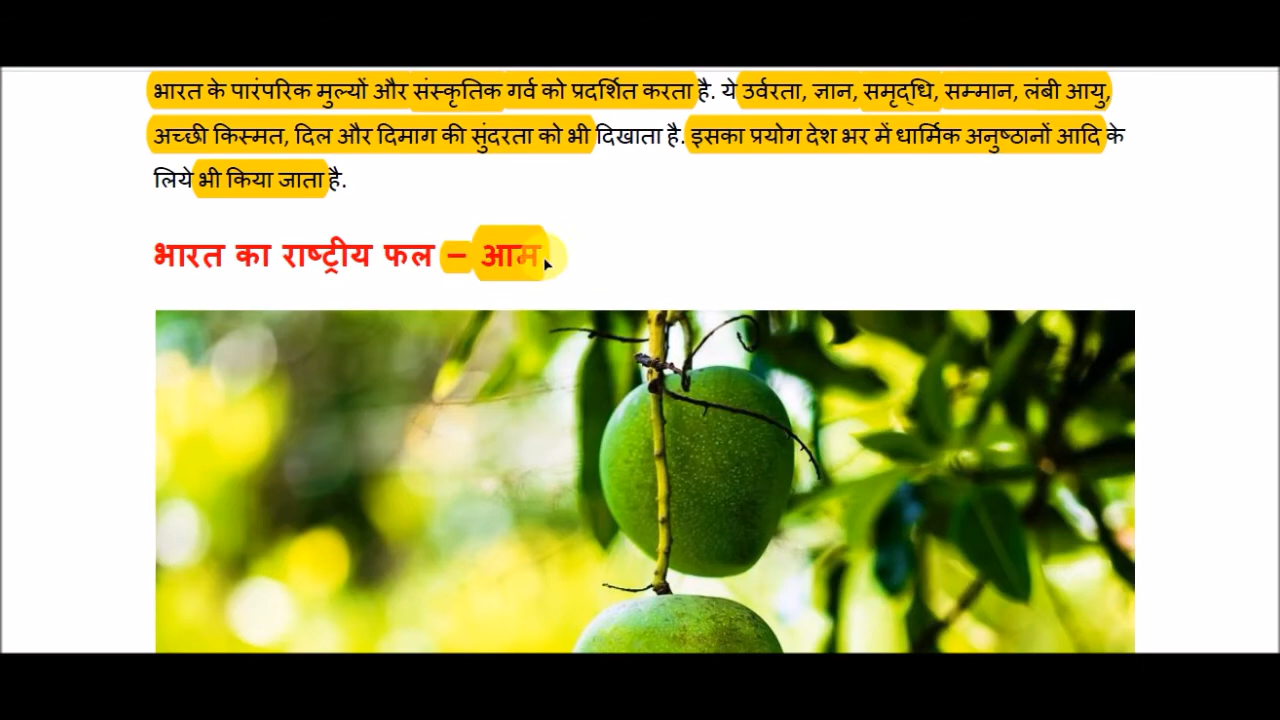 भारत के पारंपरिक मुल्यों और संस्कृतिक गर्व को प्रदर्शित करता है. ये उर्वरता, ज्ञान, समृद्धि, सम्मान, लंबी आयु,
अच्छी किस्मत, दिल और दिमाग की सुंदरता को भी दिखाता है. इसका प्रयोग देश भर में धार्मिक अनुष्ठानों आदि के
लिये भी किया जाता है.
भारत का राष्ट्रीय फल – आम